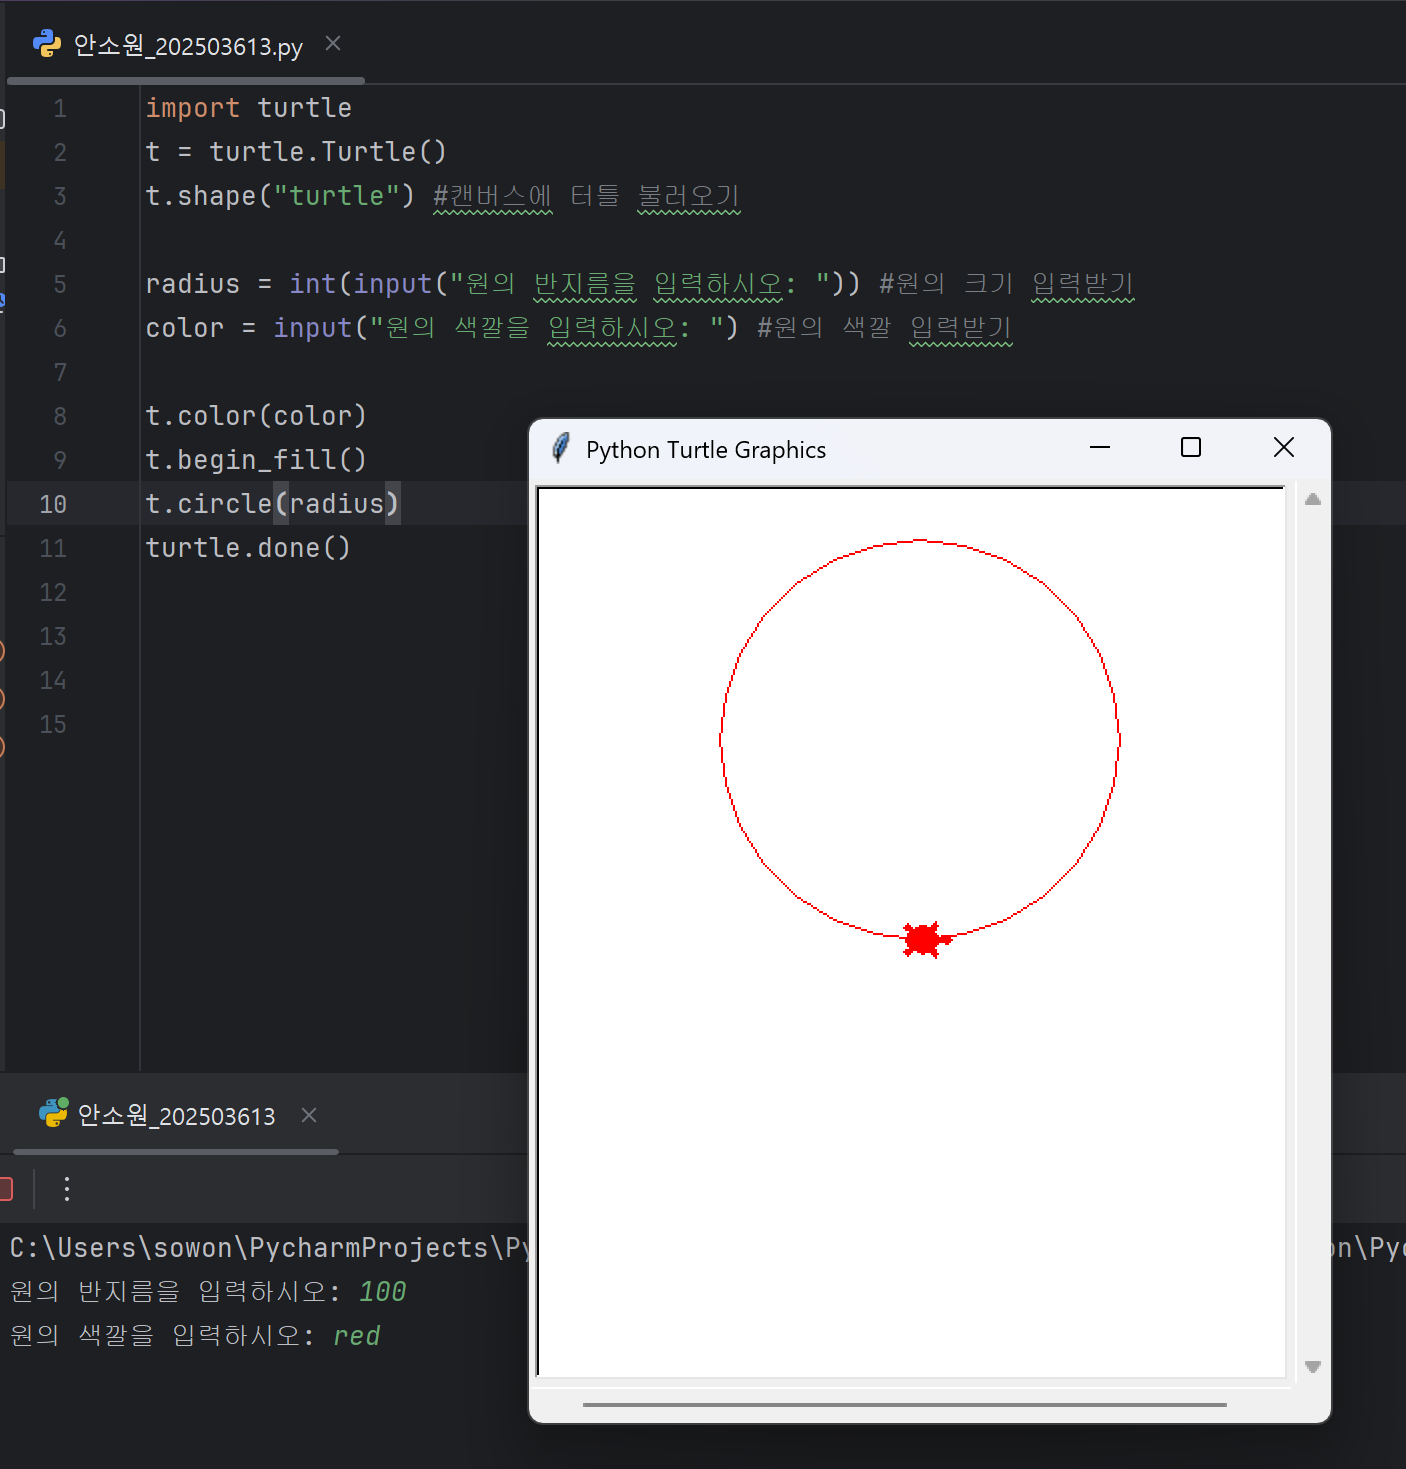 안소원_202503613.py
1 import turtle
2 t = turtle.Turtle()
3 t.shape("turtle") #캔버스에 터틀 불러오기
4
5 radius = int(input("원의 반지름을 입력하시오: ")) #원의 크기 입력받기
6 color = input("원의 색깔을 입력하시오: ") #원의 색깔 입력받기
7
8 t.color(color)
9 t.begin_fill()
10 t.circle(radius)
11 turtle.done()
12
13
14
15
Python Turtle Graphics
안소원_202503613
C:\Users\sowon\PycharmProjects\Py on\Pyc
원의 반지름을 입력하시오: 100
원의 색깔을 입력하시오: red